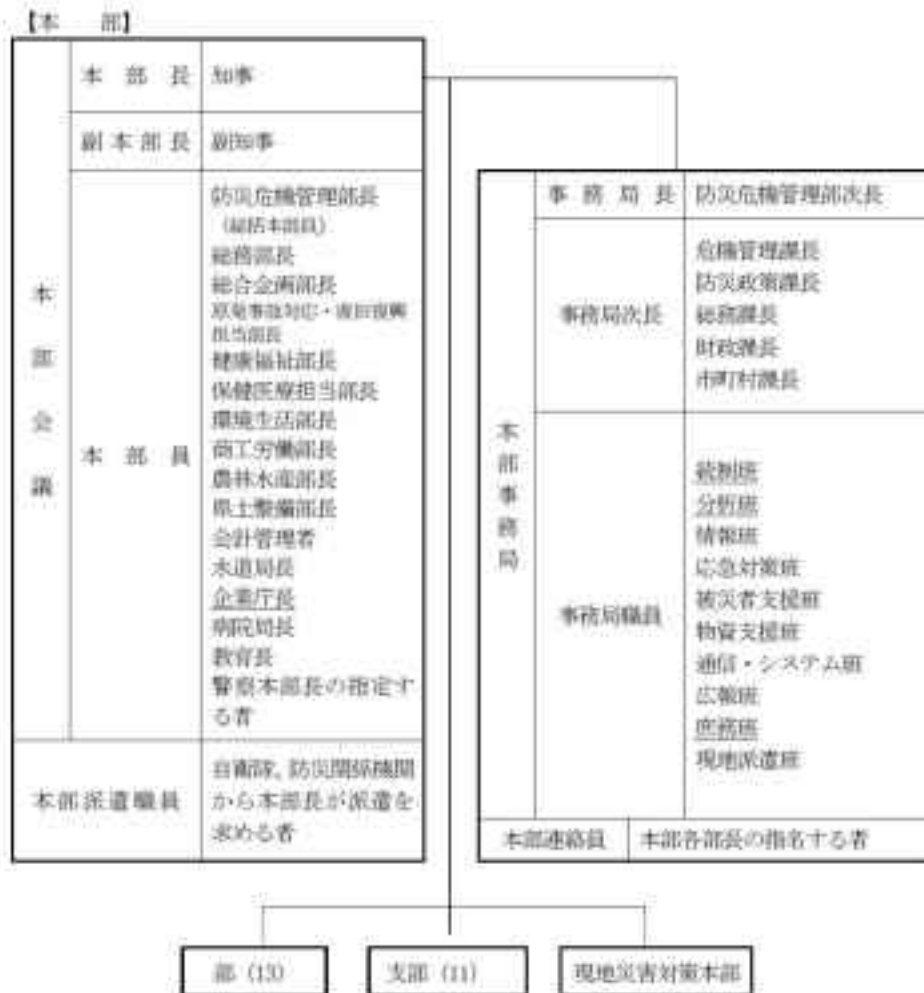 【本 部】
本部会議
本部長 知事
副本部長 副知事
本部員
防災危機管理部長
(総括本部員)
総務部長
総合企画部長
原発事故対応・復旧復興
担当部長
健康福祉部長
保健医療担当部長
環境生活部長
商工労働部長
農林水産部長
県土整備部長
会計管理者
水道局長
企業庁長
病院局長
教育長
警察本部長の指定す
る者
本部派遣職員
自衛隊、防災関係機関
から本部長が派遣を
求める者
本部事務局
事務局長 防災危機管理部次長
事務局次長
危機管理課長
防災政策課長
総務課長
財政課長
市町村課長
事務局職員
統制班
分析班
情報班
応急対策班
被災者支援班
物資支援班
通信・システム班
広報班
庶務班
現地派遣班
本部連絡員 本部各部長の指名する者
部 (13)
支部 (11)
現地災害対策本部